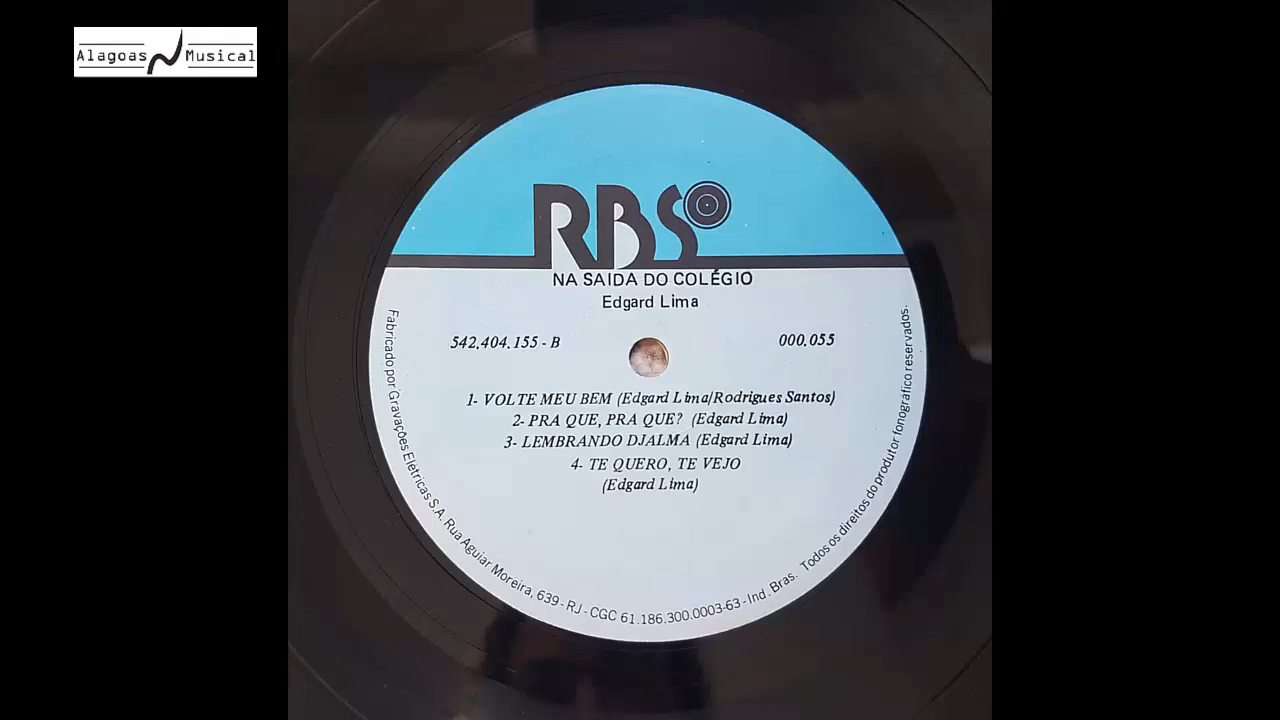 Alagoas Musical
RBS
NA SAIDA DO COLÉGIO
Edgard Lima
542.404.155 - B
000.055
1- VOLTE MEU BEM (Edgard Lima/Rodrigues Santos)
2- PRA QUE, PRA QUE? (Edgard Lima)
3- LEMBRANDO DJALMA (Edgard Lima)
4- TE QUERO, TE VEJO
(Edgard Lima)
Fabricado por Gravações Elétricas S.A. Rua Aguiar Moreira, 639 - RJ - CGC 61.186.300.0003-63 - Ind. Bras. Todos os direitos do produtor fonográfico reservados.